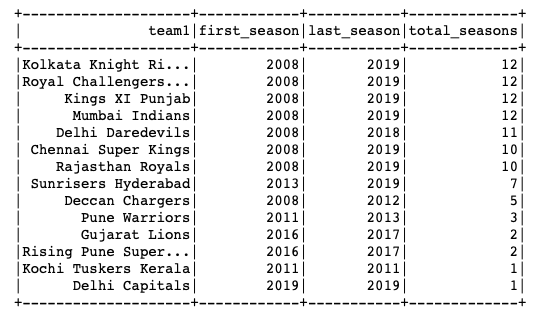 +--------------------+------------+-----------+-------------+
|               team1|first_season|last_season|total_seasons|
+--------------------+------------+-----------+-------------+
|Kolkata Knight Ri...|        2008|       2019|           12|
|Royal Challengers...|        2008|       2019|           12|
|     Kings XI Punjab|        2008|       2019|           12|
|      Mumbai Indians|        2008|       2019|           12|
|    Delhi Daredevils|        2008|       2018|           11|
| Chennai Super Kings|        2008|       2019|           10|
|    Rajasthan Royals|        2008|       2019|           10|
| Sunrisers Hyderabad|        2013|       2019|            7|
|     Deccan Chargers|        2008|       2012|            5|
|       Pune Warriors|        2011|       2013|            3|
|       Gujarat Lions|        2016|       2017|            2|
|Rising Pune Super...|        2016|       2017|            2|
|Kochi Tuskers Kerala|        2011|       2011|            1|
|      Delhi Capitals|        2019|       2019|            1|
+--------------------+------------+-----------+-------------+